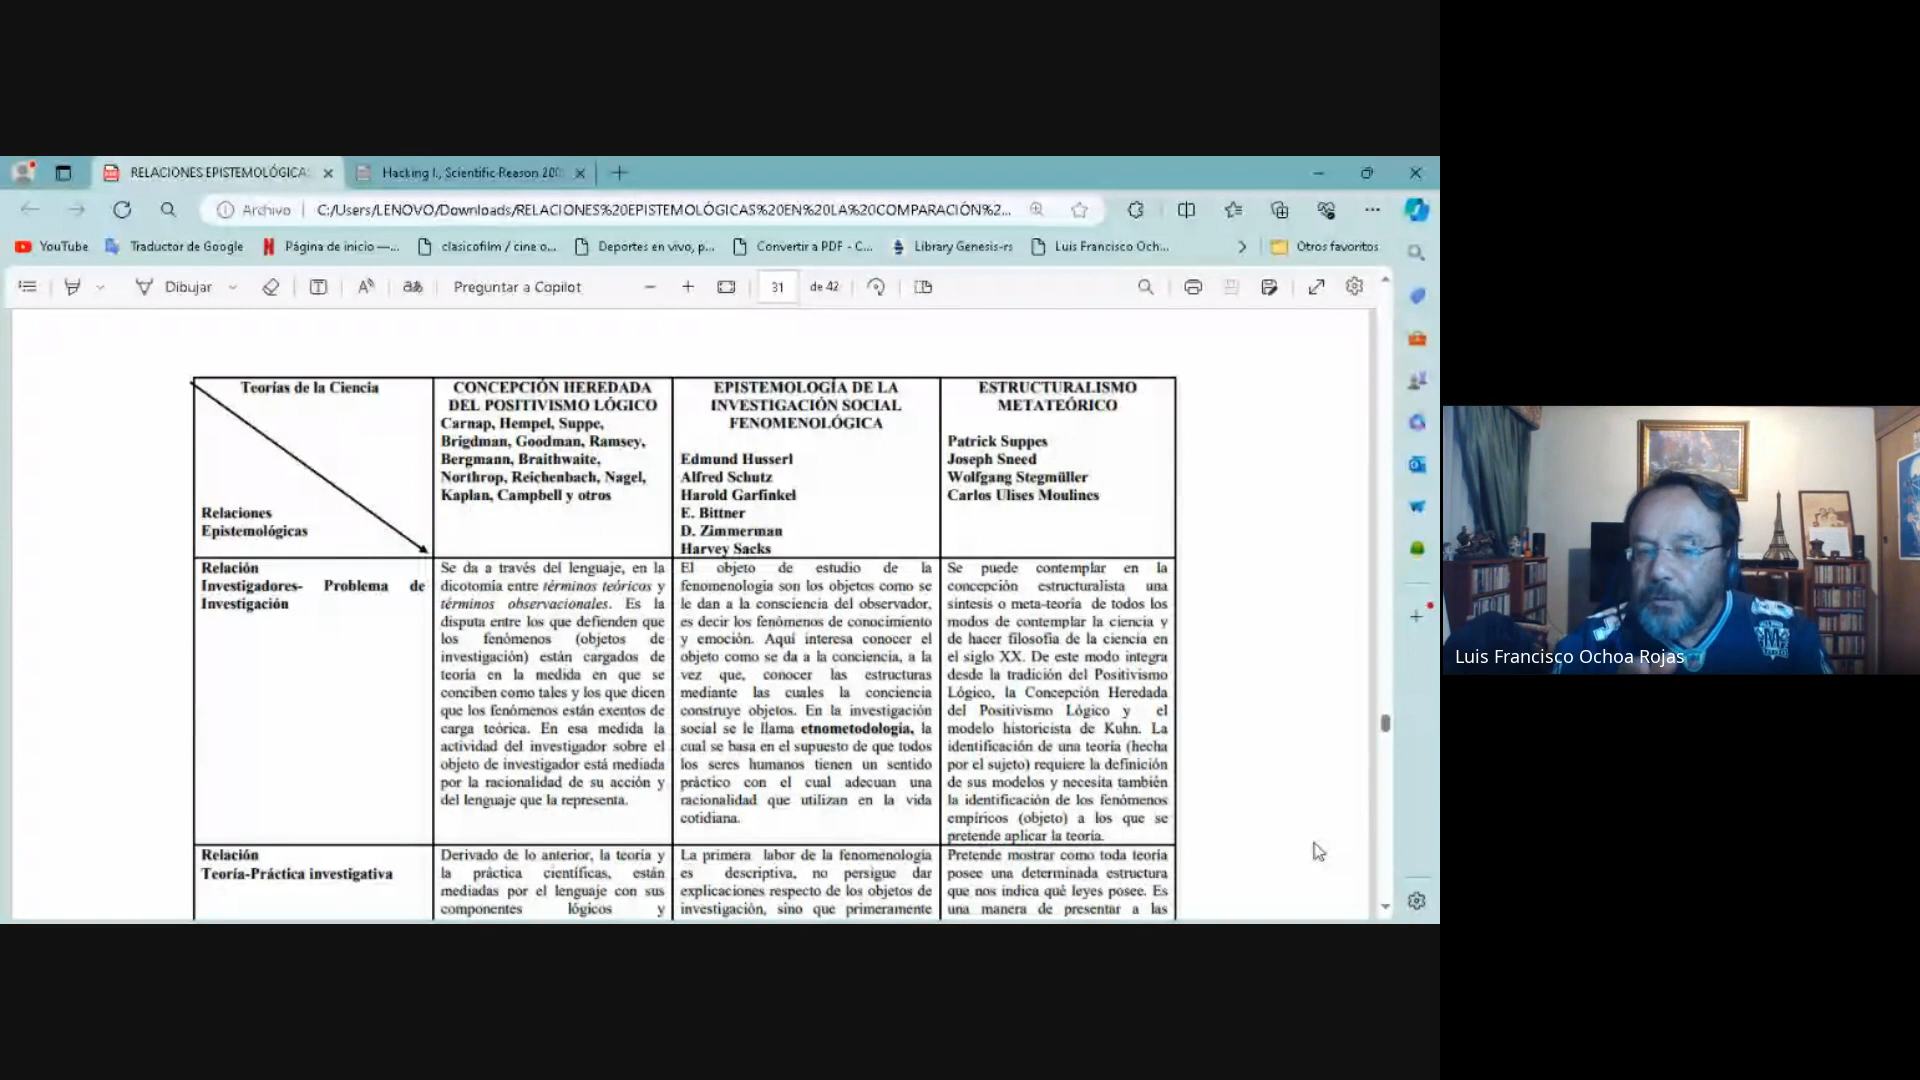 RELACIONES EPISTEMOLÓGICA
Hacking I., Scientific Reason 200
Archivo
C:/Users/LENOVO/Downloads/RELACIONES%20EPISTEMOLÓGICAS%20EN%20LA%20COMPARACIÓN%2...
YouTube
Traductor de Google
Página de inicio —...
clasicofilm / cine o...
Deportes en vivo, p...
Convertir a PDF - C...
Library Genesis-rs
Luis Francisco Och...
Otros favoritos
Dibujar
Preguntar a Copilot
31
de 42
Teorías de la Ciencia
Relaciones
Epistemológicas
CONCEPCIÓN HEREDADA
DEL POSITIVISMO LÓGICO
Carnap, Hempel, Suppe,
Brigdman, Goodman, Ramsey,
Bergmann, Braithwaite,
Northrop, Reichenbach, Nagel,
Kaplan, Campbell y otros
EPISTEMOLOGÍA DE LA
INVESTIGACIÓN SOCIAL
FENOMENOLÓGICA
Edmund Husserl
Alfred Schutz
Harold Garfinkel
E. Bittner
D. Zimmerman
Harvey Sacks
ESTRUCTURALISMO
METATEÓRICO
Patrick Suppes
Joseph Sneed
Wolfgang Stegmüller
Carlos Ulises Moulines
Relación
Investigadores- Problema de
Investigación
Se da a través del lenguaje, en la
dicotomía entre términos teóricos y
términos observacionales. Es la
disputa entre los que defienden que
los fenómenos (objetos de
investigación) están cargados de
teoría en la medida en que se
conciben como tales y los que dicen
que los fenómenos están exentos de
carga teórica. En esa medida la
actividad del investigador sobre el
objeto de investigador está mediada
por la racionalidad de su acción y
del lenguaje que la representa.
El objeto de estudio de la
fenomenología son los objetos como se
le dan a la consciencia del observador,
es decir los fenómenos de conocimiento
y emoción. Aquí interesa conocer el
objeto como se da a la conciencia, a la
vez que, conocer las estructuras
mediante las cuales la conciencia
construye objetos. En la investigación
social se le llama etnometodología, la
cual se basa en el supuesto de que todos
los seres humanos tienen un sentido
práctico con el cual adecuan una
racionalidad que utilizan en la vida
cotidiana.
Se puede contemplar en la
concepción estructuralista una
síntesis o meta-teoría de todos los
modos de contemplar la ciencia y
de hacer filosofía de la ciencia en
el siglo XX. De este modo integra
desde la tradición del Positivismo
Lógico, la Concepción Heredada
del Positivismo Lógico y el
modelo historicista de Kuhn. La
identificación de una teoría (hecha
por el sujeto) requiere la definición
de sus modelos y necesita también
la identificación de los fenómenos
empíricos (objeto) a los que se
pretende aplicar la teoría.
Relación
Teoría-Práctica investigativa
Derivado de lo anterior, la teoría y
la práctica científicas, están
mediadas por el lenguaje con sus
componentes lógicos y
La primera labor de la fenomenología
es descriptiva, no persigue dar
explicaciones respecto de los objetos de
investigación, sino que primeramente
Pretende mostrar como toda teoría
posee una determinada estructura
que nos indica qué leyes posee. Es
una manera de presentar a las
Luis Francisco Ochoa Rojas